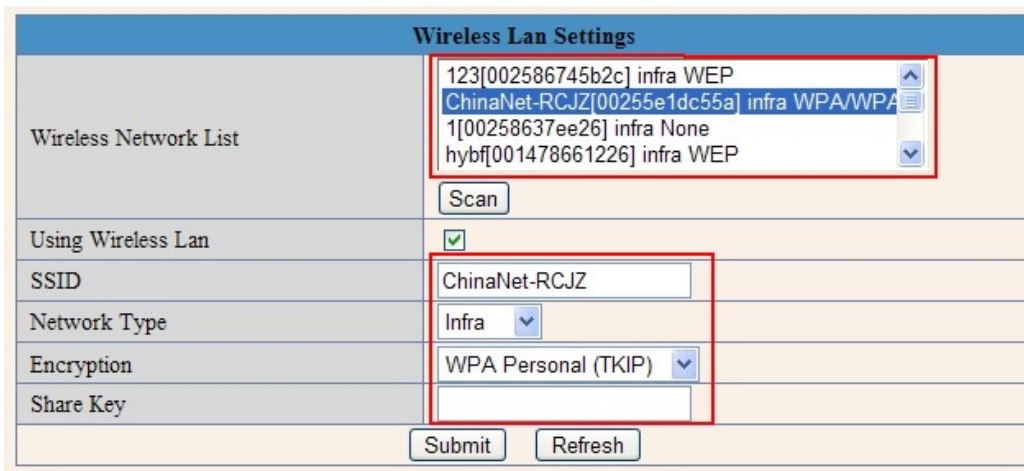 Wireless Lan Settings
Wireless Network List
123[002586745b2c] infra WEP
ChinaNet-RCJZ[00255e1dc55a] infra WPA/WPA
1[00258637ee26] infra None
hybf[001478661226] infra WEP
Scan
Using Wireless Lan
SSID ChinaNet-RCJZ
Network Type Infra
Encryption WPA Personal (TKIP)
Share Key
Submit Refresh